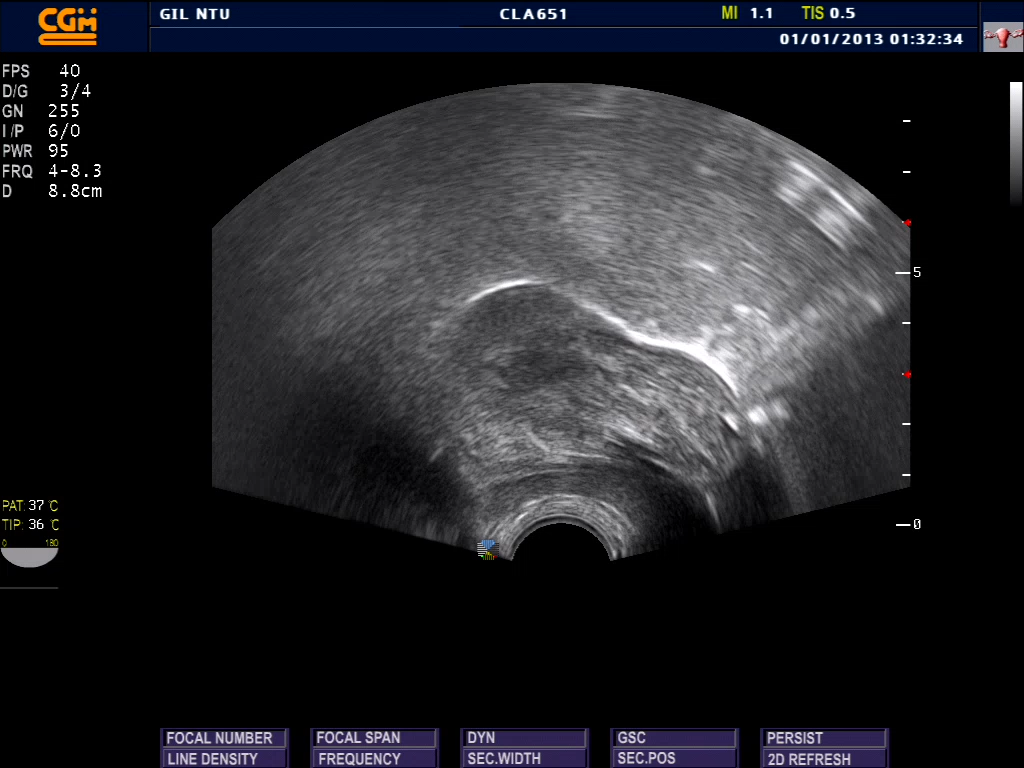 CGM
GIL NTU
CLA651
MI 1.1 TIS 0.5
01/01/2013 01:32:34
FPS 40
D/G 3/4
GN 255
I/P 6/0
PWR 95
FRQ 4-8.3
D 8.8cm
5
PAT: 37 °C
TIP: 36 °C
0 180
0
FOCAL NUMBER
FOCAL SPAN
DYN
GSC
PERSIST
LINE DENSITY
FREQUENCY
SEC.WIDTH
SEC.POS
2D REFRESH